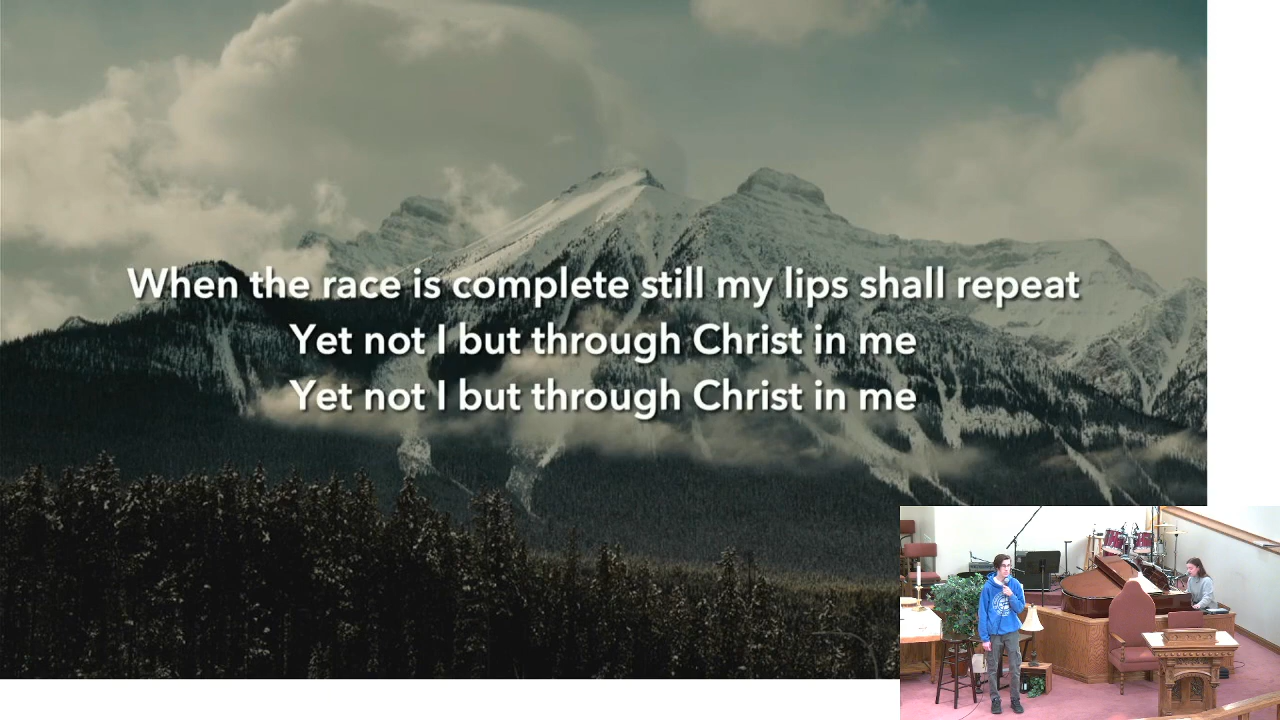 When the race is complete still my lips shall repeat
Yet not I but through Christ in me
Yet not I but through Christ in me